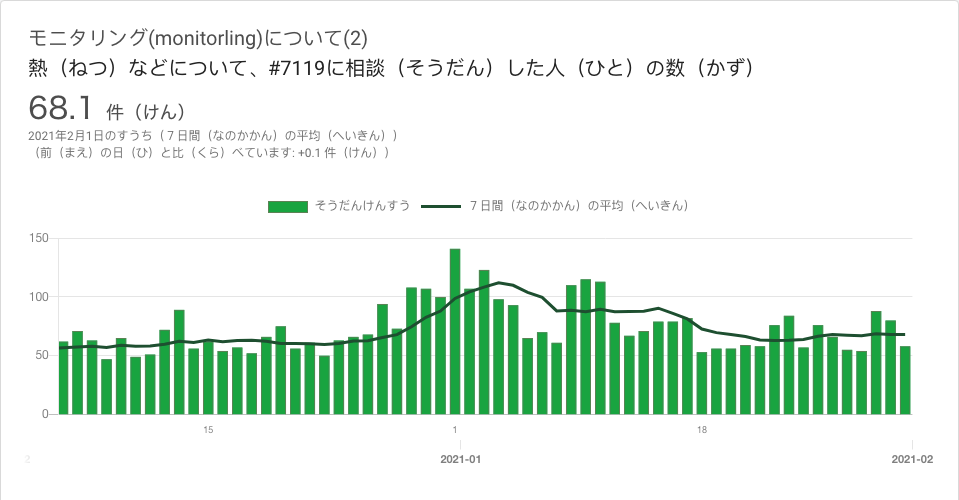 モニタリング(monitorling)について(2)
熱（ねつ）などについて、#7119に相談（そうだん）した人（ひと）の数（かず）
68.1 件（けん）
2021年2月1日のすうち（７日間（なのかかん）の平均（へいきん））
（前（まえ）の日（ひ）と比（くら）べています: +0.1 件（けん））
そうだんけんすう ７日間（なのかかん）の平均（へいきん）
150
100
50
0
15 1 18
2021-01 2021-02